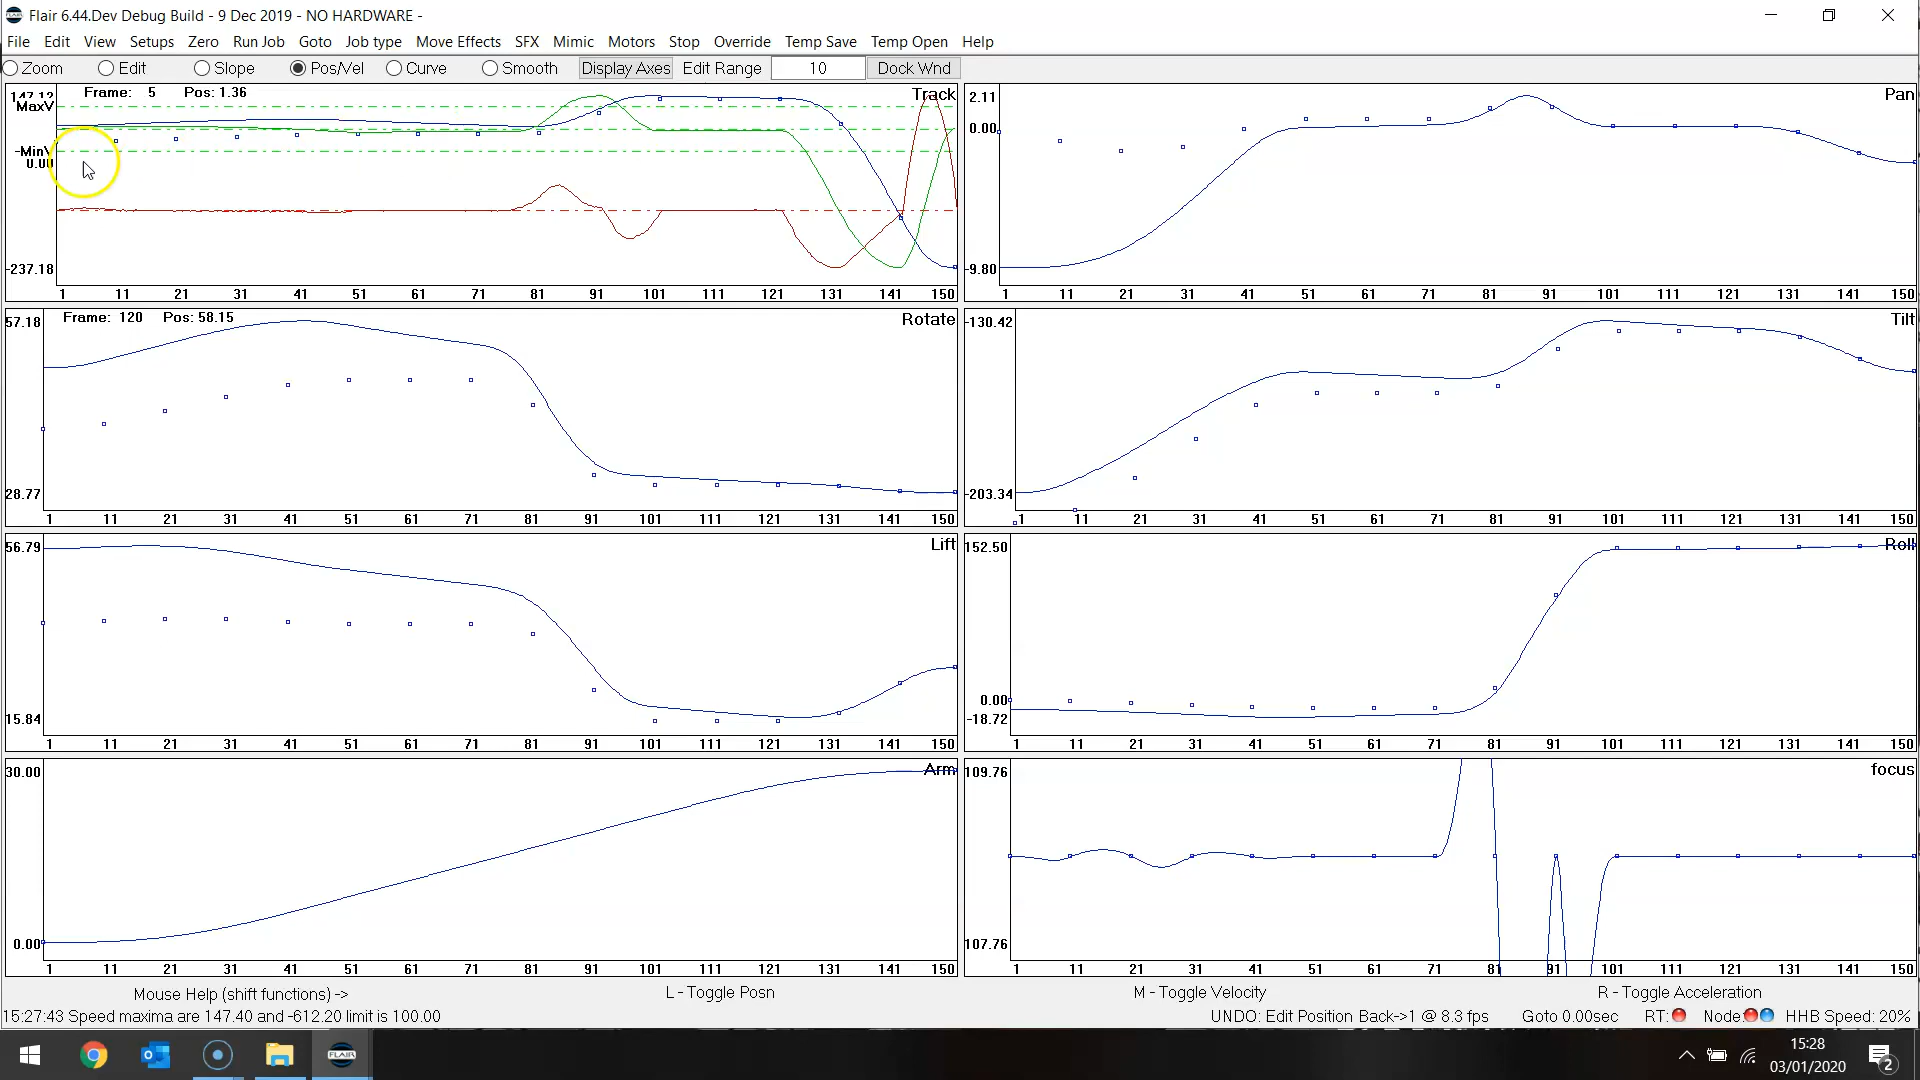 Flair 6.44.Dev Debug Build - 9 Dec 2019 - NO HARDWARE -
File Edit View Setups Zero Run Job Goto Job type Move Effects SFX Mimic Motors Stop Override Temp Save Temp Open Help
Zoom Edit Slope Pos/Vel Curve Smooth Display Axes Edit Range 10 Dock Wnd
147.12 Frame: 5 Pos: 1.36 Track
MaxV
-MinV
0.00
-237.18
1 11 21 31 41 51 61 71 81 91 101 111 121 131 141 150
2.11 Pan
0.00
-9.80
1 11 21 31 41 51 61 71 81 91 101 111 121 131 141 150
57.18 Frame: 120 Pos: 58.15 Rotate
28.77
1 11 21 31 41 51 61 71 81 91 101 111 121 131 141 150
-130.42 Tilt
-203.34
1 11 21 31 41 51 61 71 81 91 101 111 121 131 141 150
56.79 Lift
15.84
1 11 21 31 41 51 61 71 81 91 101 111 121 131 141 150
152.50 Roll
0.00
-18.72
1 11 21 31 41 51 61 71 81 91 101 111 121 131 141 150
30.00 Arm
0.00
1 11 21 31 41 51 61 71 81 91 101 111 121 131 141 150
109.76 focus
107.76
1 11 21 31 41 51 61 71 81 91 101 111 121 131 141 150
Mouse Help (shift functions) -> L - Toggle Posn M - Toggle Velocity R - Toggle Acceleration
15:27:43 Speed maxima are 147.40 and -612.20 limit is 100.00 UNDO: Edit Position Back->1 @ 8.3 fps Goto 0.00sec RT: Node: HHB Speed: 20%
FLAIR
15:28
03/01/2020
2